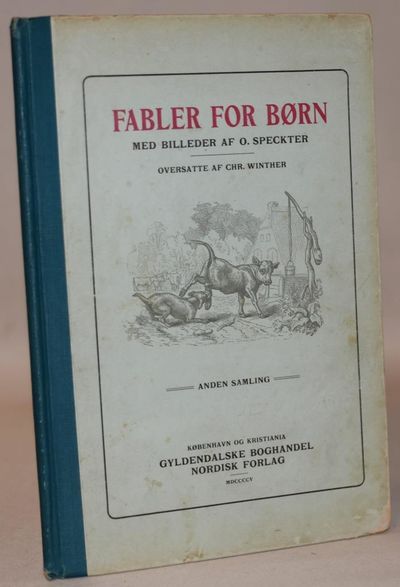 FABLER FOR BØRN
MED BILLEDER AF O. SPECKTER
OVERSATTE AF CHR. WINTHER
ANDEN SAMLING
KØBENHAVN OG KRISTIANIA
GYLDENDALSKE BOGHANDEL
NORDISK FORLAG
MDCCCCV